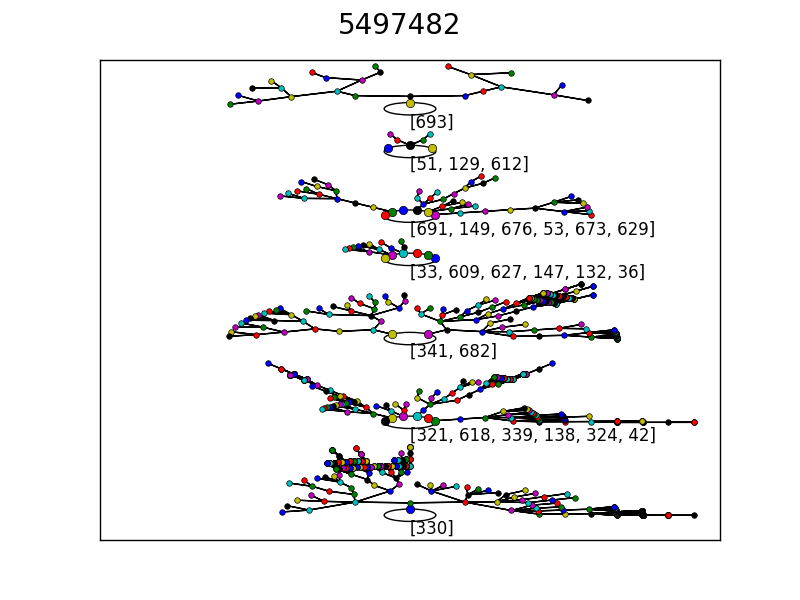 5497482
[693]
[51, 129, 612]
[691, 149, 676, 53, 673, 629]
[33, 609, 627, 147, 132, 36]
[341, 682]
[321, 618, 339, 138, 324, 42]
[330]